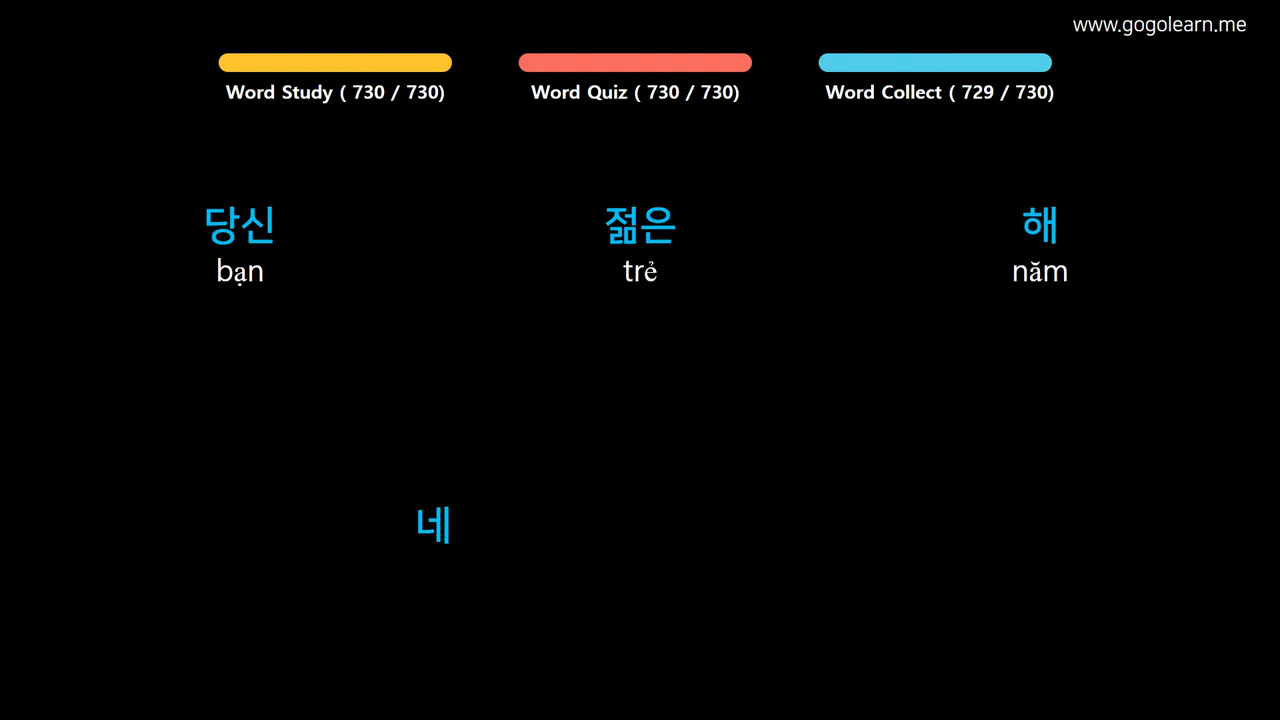 www.gogolearn.me
Word Study ( 730 / 730)
Word Quiz ( 730 / 730)
Word Collect ( 729 / 730)
당신
bạn
젊은
trẻ
해
năm
네